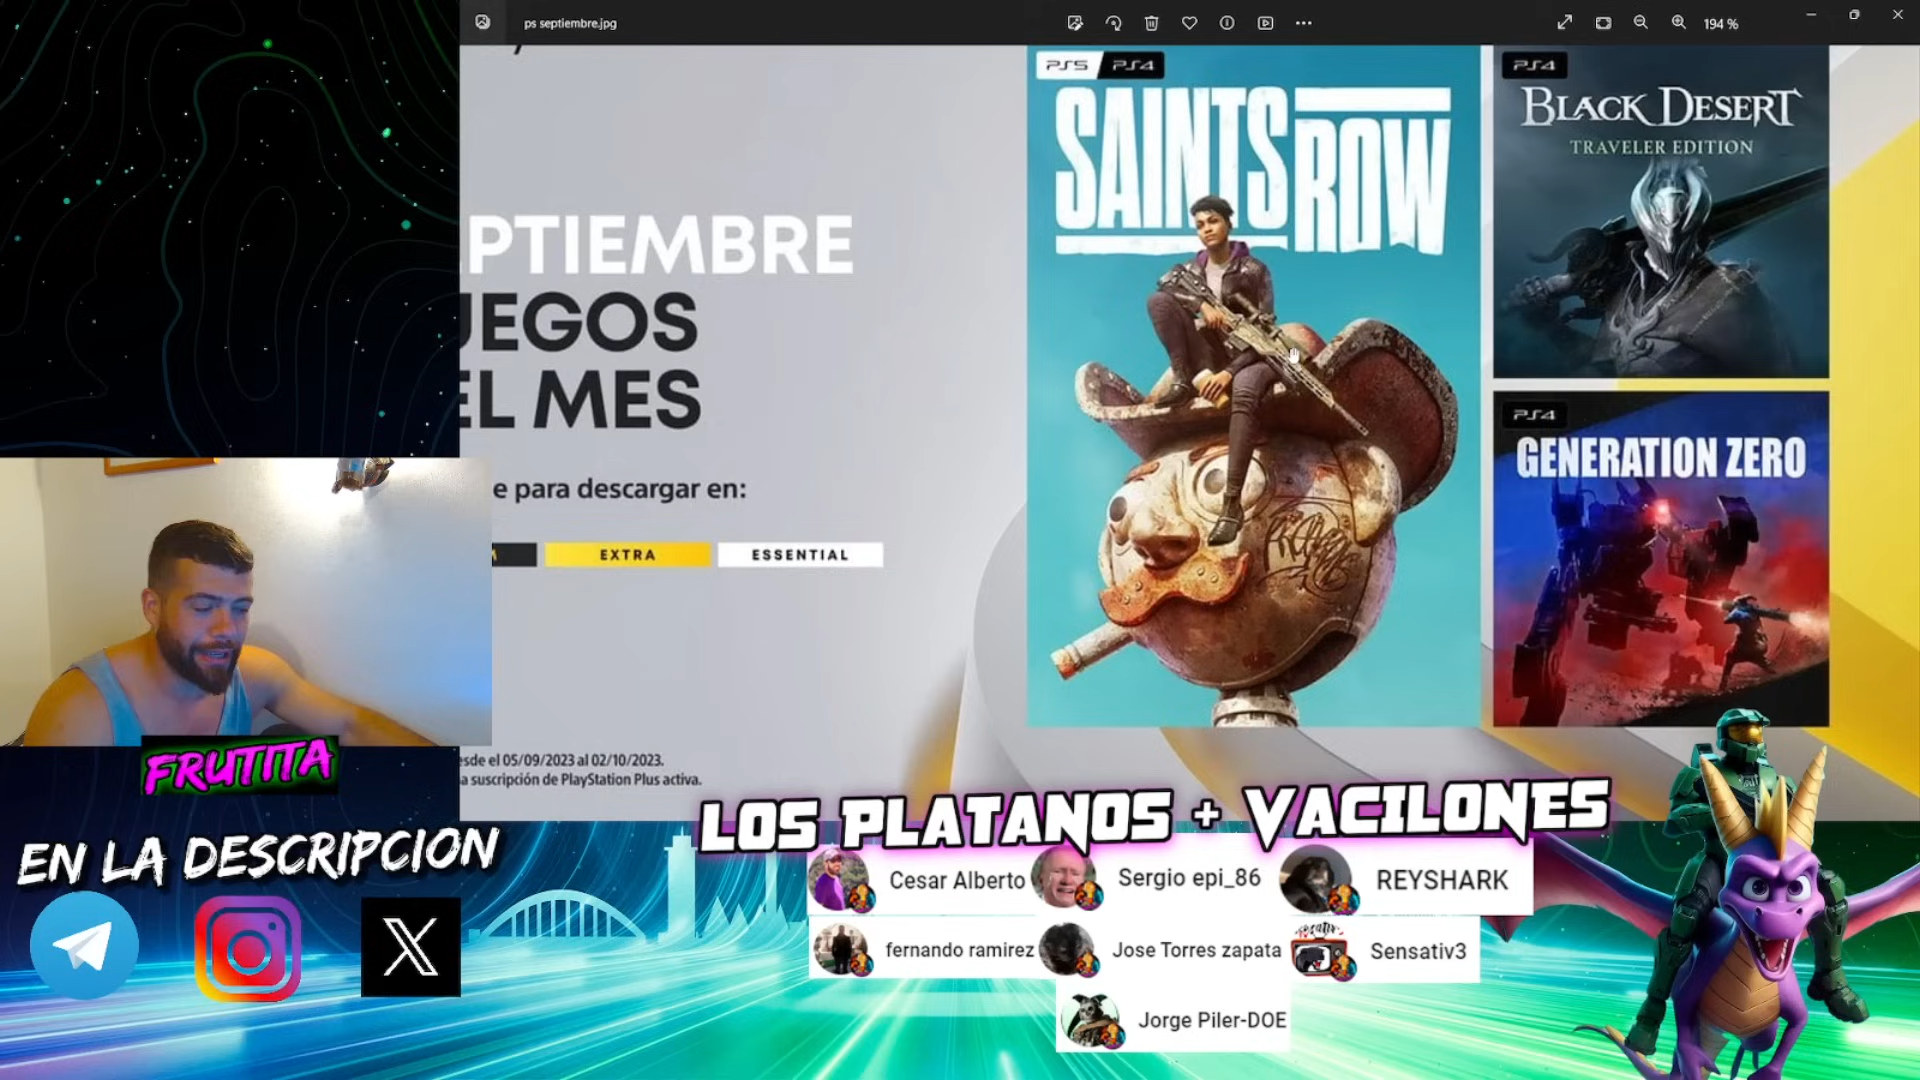 ps septiembre.jpg
194 %
PTIEMBRE
UEGOS
EL MES
e para descargar en:
EXTRA
ESSENTIAL
esde el 05/09/2023 al 02/10/2023.
a suscripción de PlayStation Plus activa.
PS5 PS4
SAINTS ROW
PS4
BLACK DESERT
TRAVELER EDITION
PS4
GENERATION ZERO
FRUTITA
EN LA DESCRIPCION
LOS PLATANOS + VACILONES
Cesar Alberto
Sergio epi_86
REYSHARK
fernando ramirez
Jose Torres zapata
Sensativ3
Jorge Piler-DOE